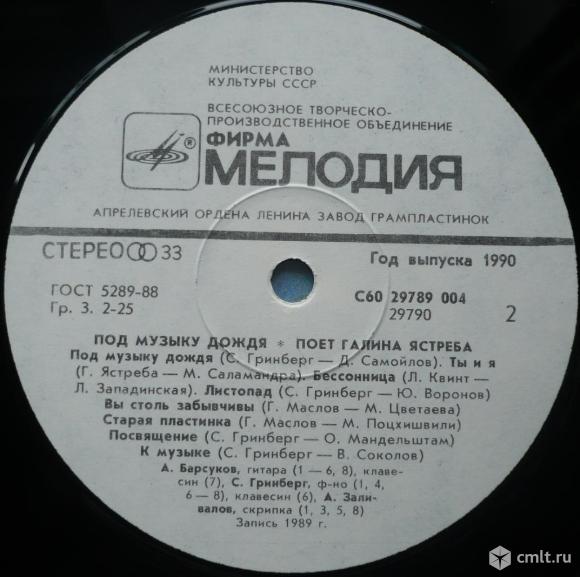 МИНИСТЕРСТВО
КУЛЬТУРЫ СССР
ВСЕСОЮЗНОЕ ТВОРЧЕСКО-
ПРОИЗВОДСТВЕННОЕ ОБЪЕДИНЕНИЕ
®
ФИРМА
МЕЛОДИЯ
АПРЕЛЕВСКИЙ ОРДЕНА ЛЕНИНА ЗАВОД ГРАМПЛАСТИНОК
СТЕРЕО 33
Год выпуска 1990
ГОСТ 5289-88
Гр. 3. 2-25
С60 29789 004
29790
2
ПОД МУЗЫКУ ДОЖДЯ * ПОЕТ ГАЛИНА ЯСТРЕБА
Под музыку дождя (С. Гринберг — Д. Самойлов). Ты и я
(Г. Ястреба — М. Саламандра). Бессонница (Л. Квинт —
Л. Западинская). Листопад (С. Гринберг — Ю. Воронов)
Вы столь забывчивы (Г. Маслов — М. Цветаева)
Старая пластинка (Г. Маслов — М. Поцхишвили)
Посвящение (С. Гринберг — О. Мандельштам)
К музыке (С. Гринберг — В. Соколов)
А. Барсуков, гитара (1 — 6, 8), клаве-
син (7), С. Гринберг, ф-но (1, 4,
6 — 8), клавесин (6), А. Зали-
валов, скрипка (1, 3, 5, 8)
Запись 1989 г.
cmlt.ru